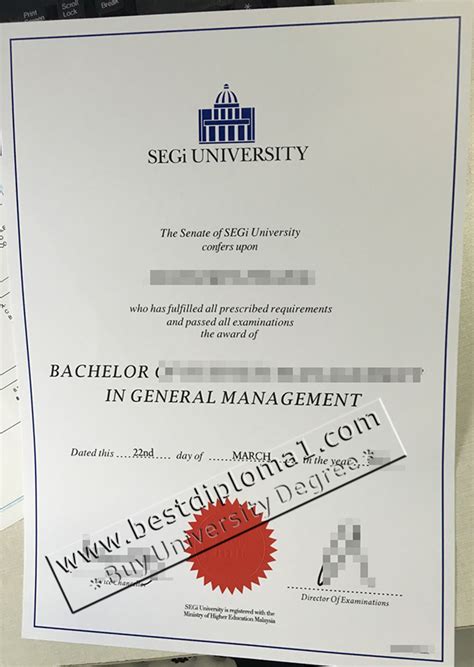 Print
Scroll
Lock
Break
SEGi UNIVERSITY
The Senate of SEGi University
confers upon
who has fulfilled all prescribed requirements
and passed all examinations
the award of
BACHELOR
IN GENERAL MANAGEMENT
Dated this 22nd day of MARCH in the year
www.bestdiploma1.com
Buy University Degree
Vice Chancellor
Director Of Examinations
SEGi University is registered with the
Ministry of Higher Education Malaysia